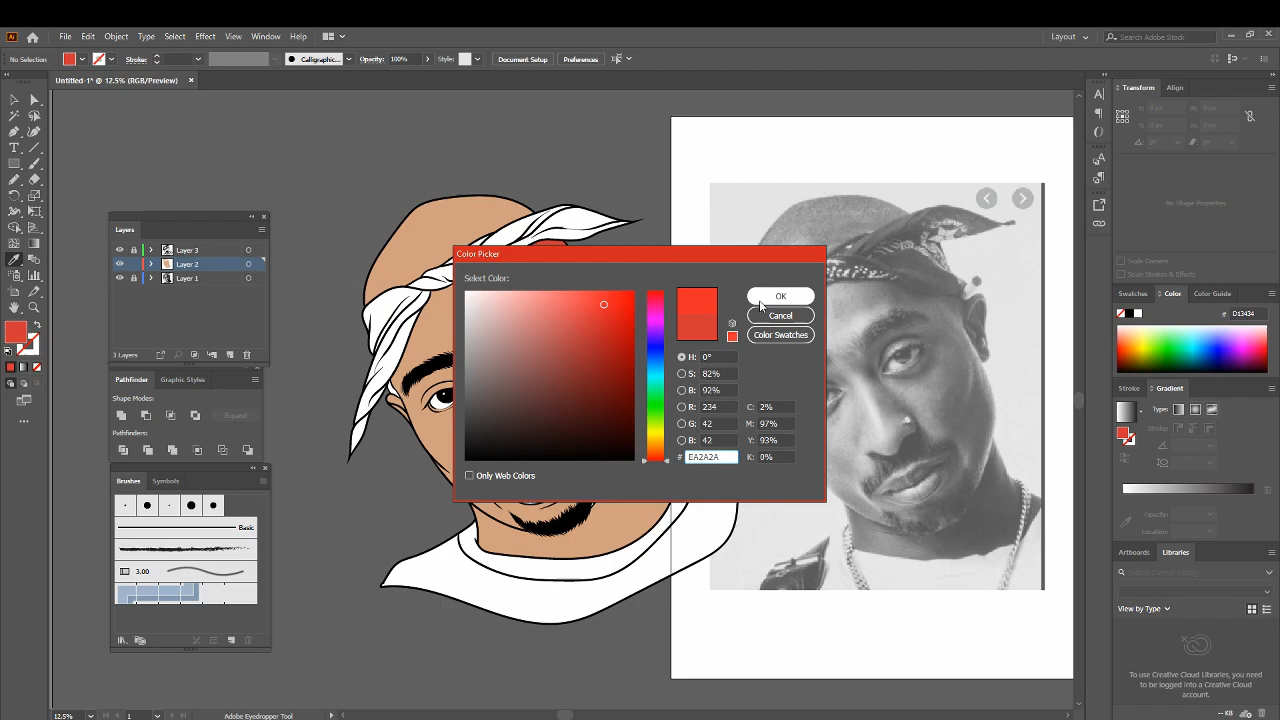 Ai File Edit Object Type Select Effect View Window Help Layout Search Adobe Stock
No Selection Stroke: Calligraphic... Opacity: 100% Style: Document Setup Preferences
Untitled-1* @ 12.5% (RGB/Preview) ×
Transform Align
No Shape Properties
Scale Corners
Scale Strokes & Effects
Layers
Layer 3
Layer 2
Layer 1
3 Layers
Pathfinder Graphic Styles
Shape Modes:
Expand
Pathfinders:
Brushes Symbols
Basic
3.00
Color Picker
Select Color:
OK
Cancel
Color Swatches
H: 0°
S: 82%
B: 92%
R: 234 C: 2%
G: 42 M: 97%
B: 42 Y: 93%
# EA2A2A K: 0%
Only Web Colors
Swatches Color Color Guide
# D13434
Stroke Gradient
Type:
Stroke:
Opacity:
Location:
Artboards Libraries
Search Current Library
View by Type
To use Creative Cloud Libraries, you need
to be logged into a Creative Cloud
account.
-- KB
12.5% 1 Adobe Eyedropper Tool